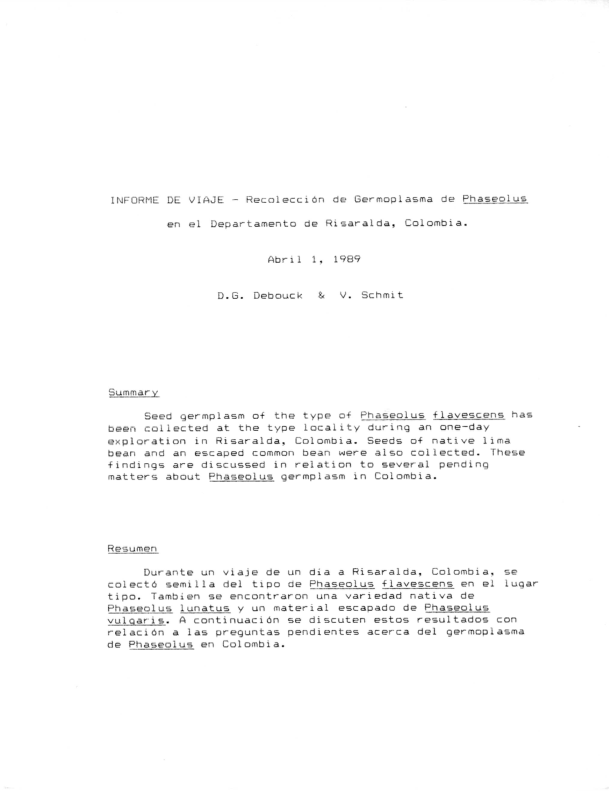 INFORME DE VIAJE - Recolección de Germoplasma de Phaseolus
en el Departamento de Risaralda, Colombia.
Abril 1, 1989
D.G. Debouck & V. Schmit
Summary
Seed germplasm of the type of Phaseolus flavescens has
been collected at the type locality during an one-day
exploration in Risaralda, Colombia. Seeds of native lima
bean and an escaped common bean were also collected. These
findings are discussed in relation to several pending
matters about Phaseolus germplasm in Colombia.
Resumen
Durante un viaje de un día a Risaralda, Colombia, se
colectó semilla del tipo de Phaseolus flavescens en el lugar
tipo. Tambien se encontraron una variedad nativa de
Phaseolus lunatus y un material escapado de Phaseolus
vulgaris. A continuación se discuten estos resultados con
relación a las preguntas pendientes acerca del germoplasma
de Phaseolus en Colombia.